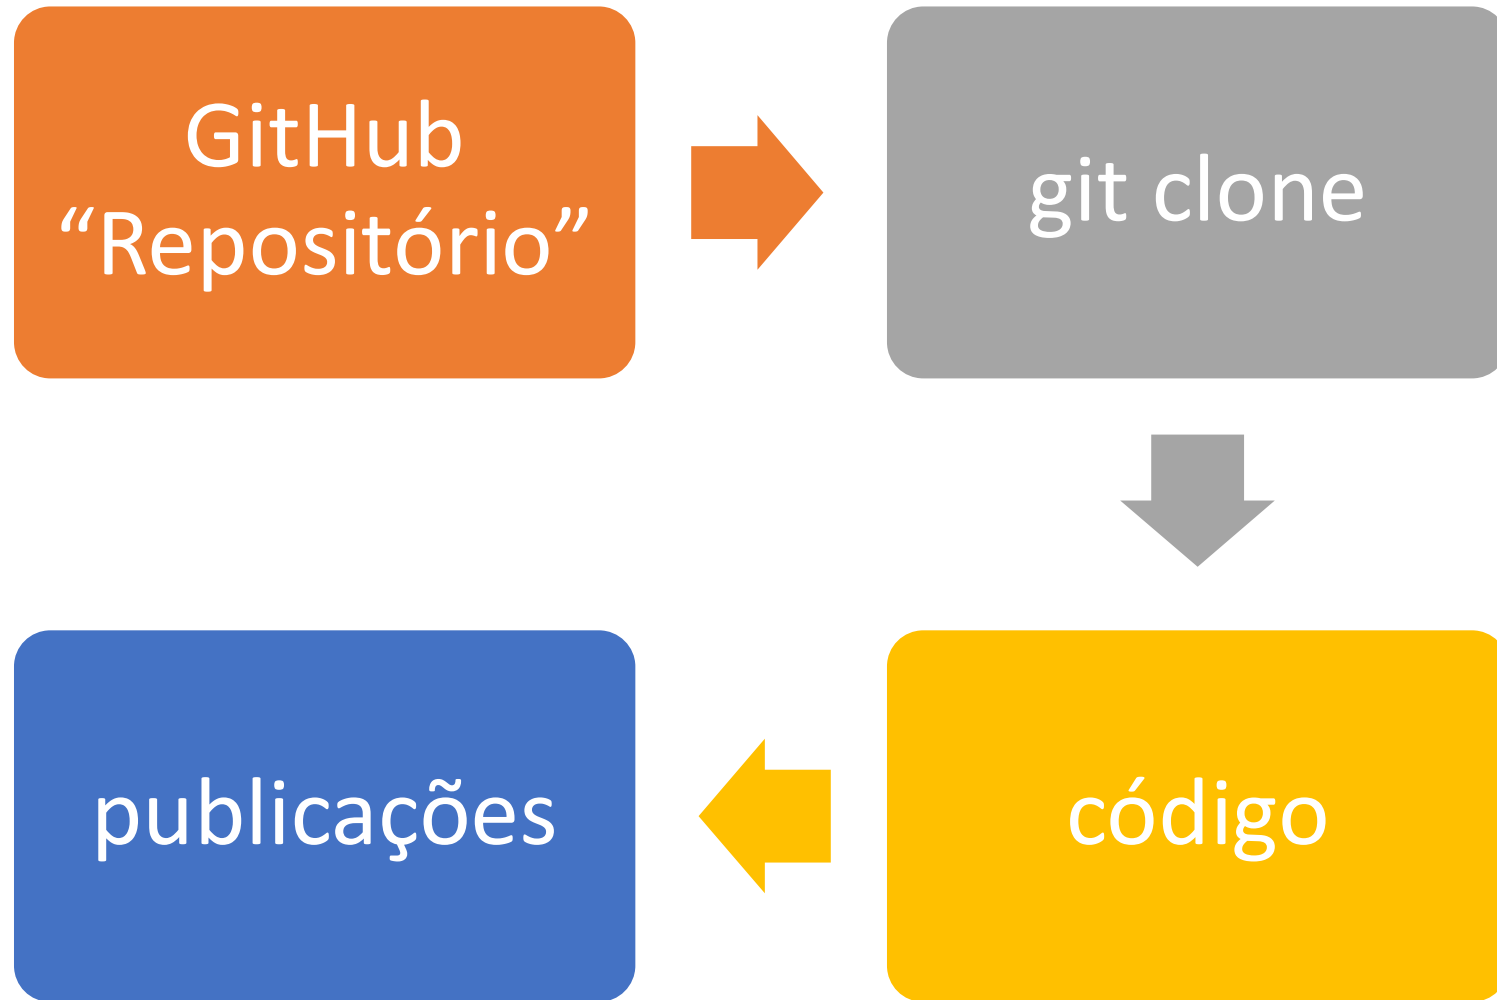 GitHub
“Repositório”
git clone
código
publicações